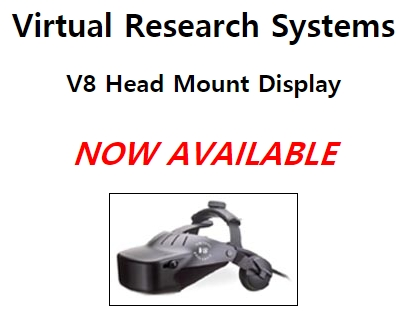 Virtual Research Systems
V8 Head Mount Display
NOW AVAILABLE